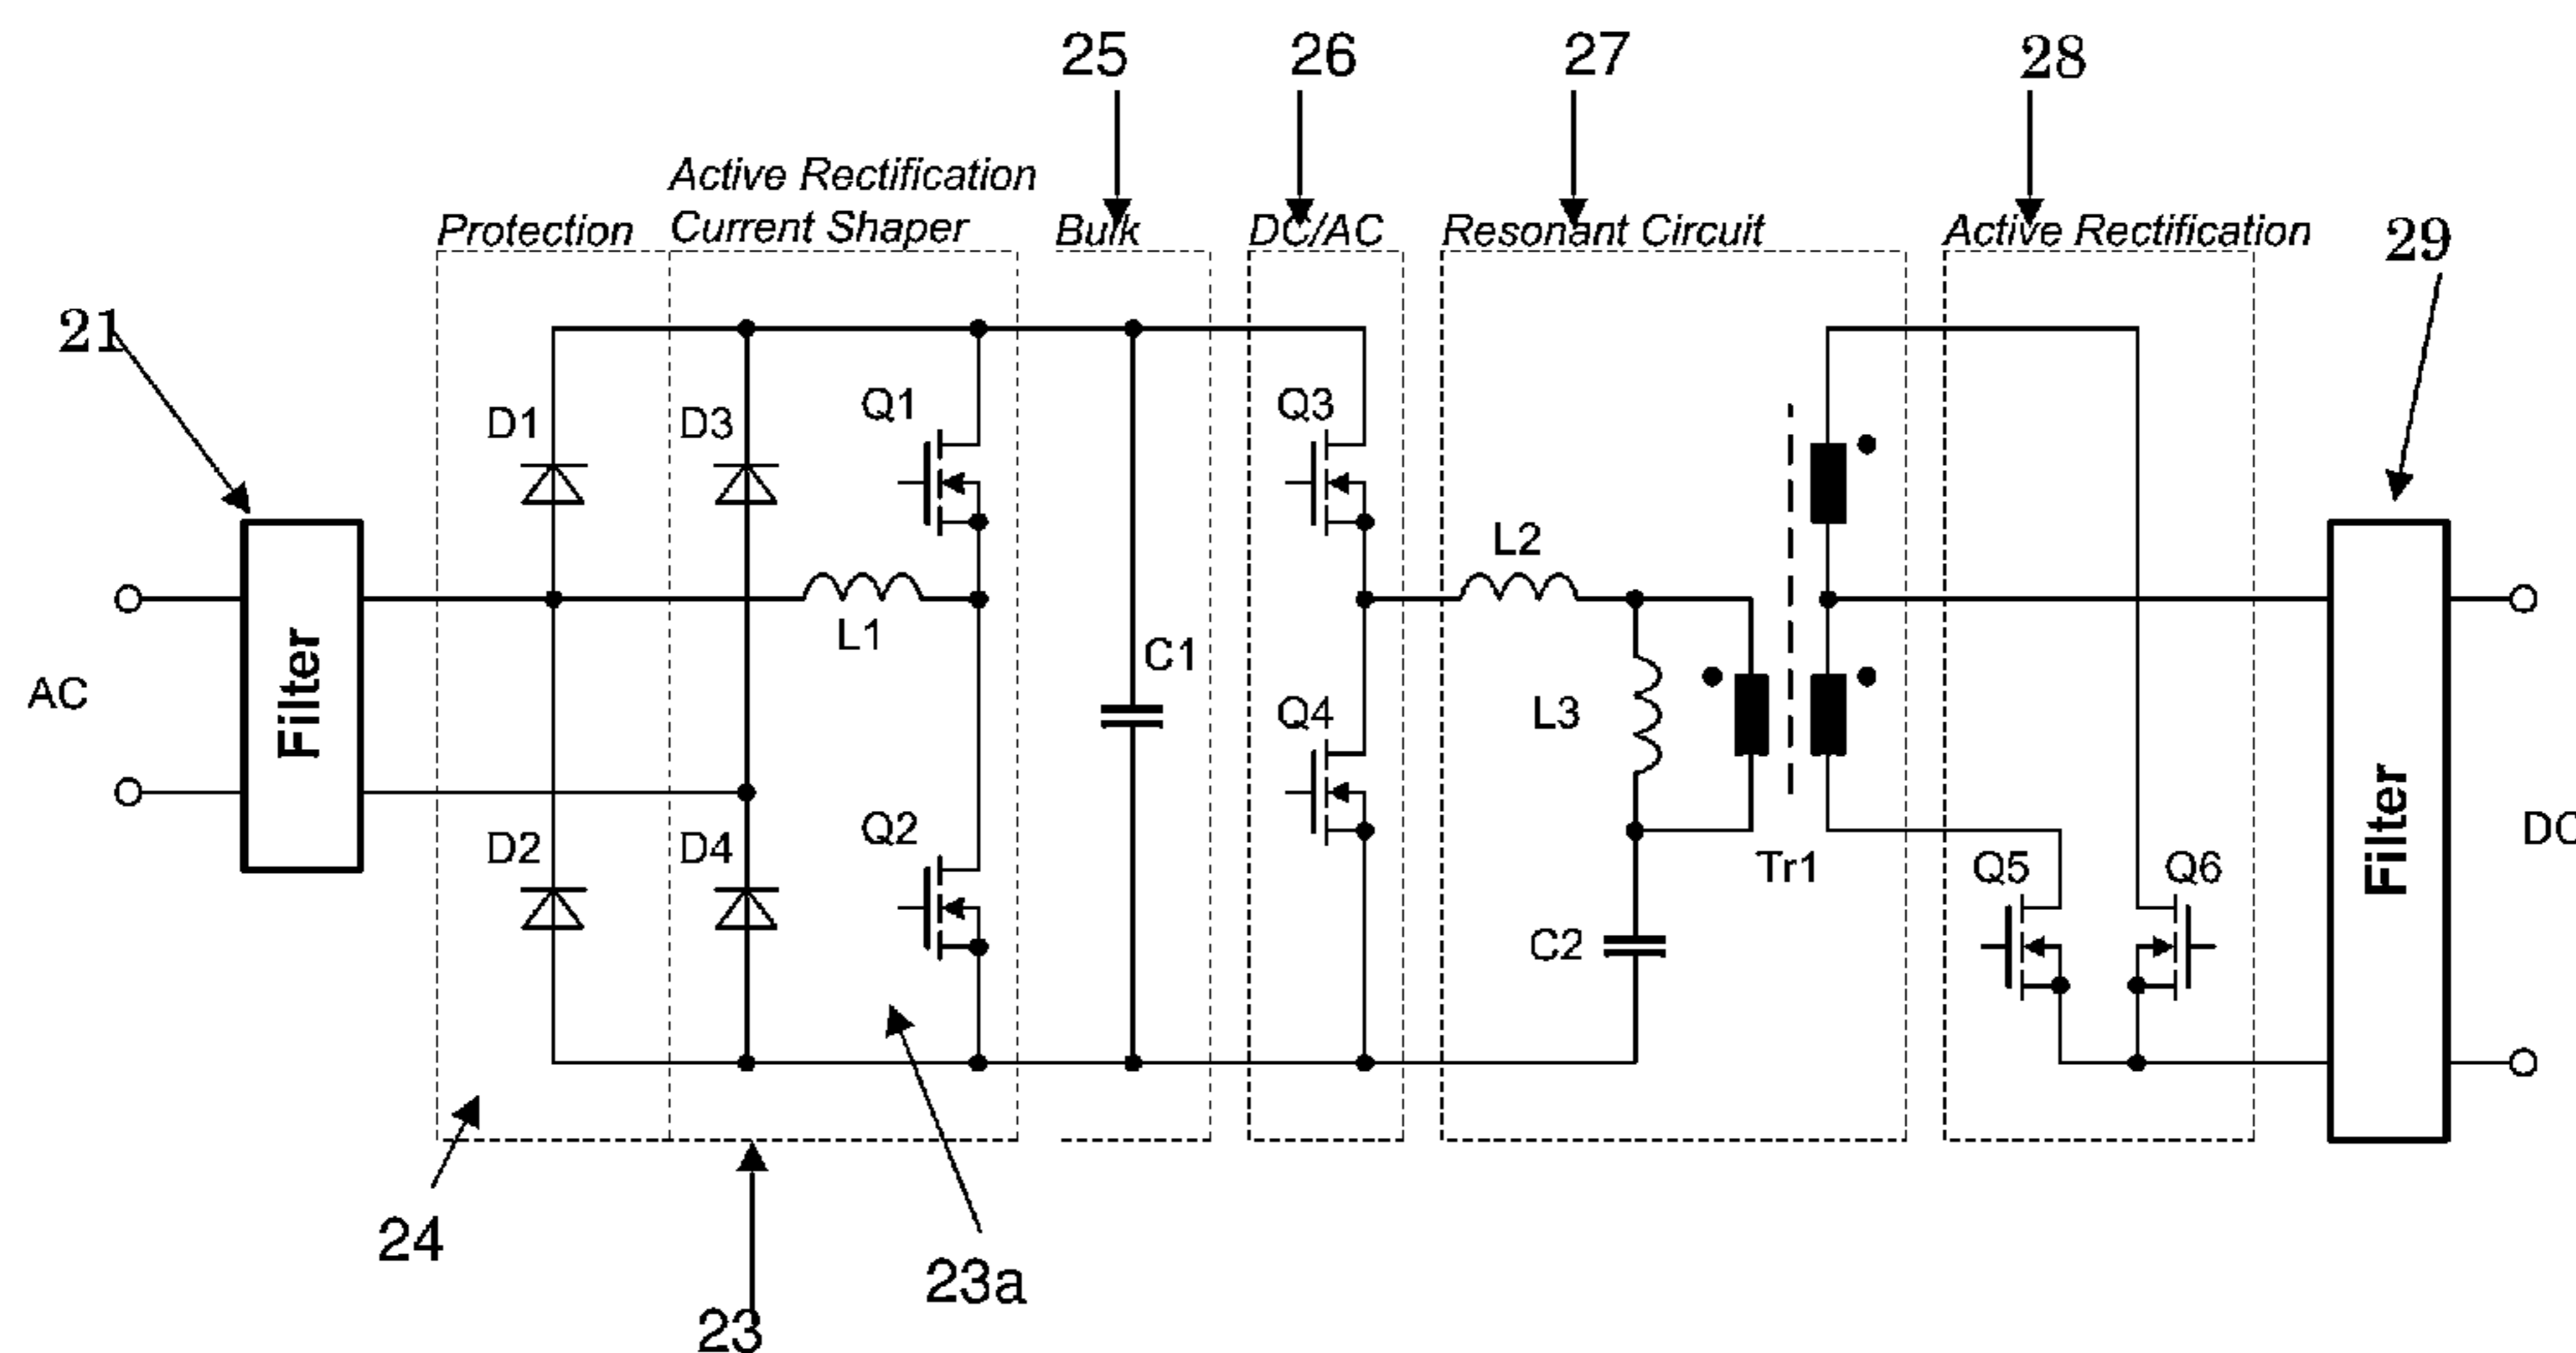 25
26
27
28
Active Rectification
Current Shaper
Protection
Bulk
DC/AC
Resonant Circuit
Active Rectification
29
21
D1
D3
Q1
Q3
L2
L1
C1
Filter
AC
Q4
L3
D2
D4
Q2
Tr1
Q5
Q6
Filter
DC
C2
24
23a
23